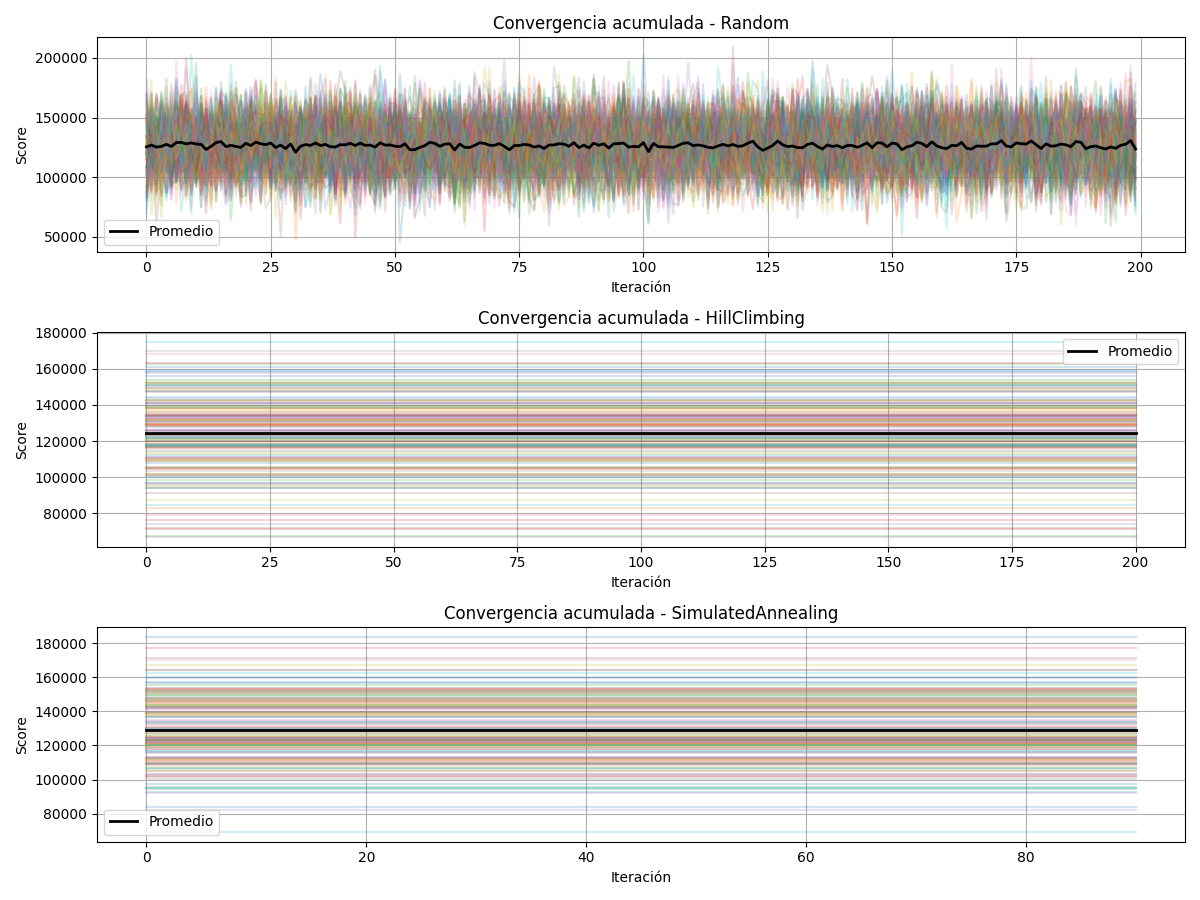 Convergencia acumulada - Random
Score
200000
150000
100000
50000
Promedio
0 25 50 75 100 125 150 175 200
Iteración
Convergencia acumulada - HillClimbing
Score
180000
160000
140000
120000
100000
80000
Promedio
0 25 50 75 100 125 150 175 200
Iteración
Convergencia acumulada - SimulatedAnnealing
Score
180000
160000
140000
120000
100000
80000
Promedio
0 20 40 60 80
Iteración